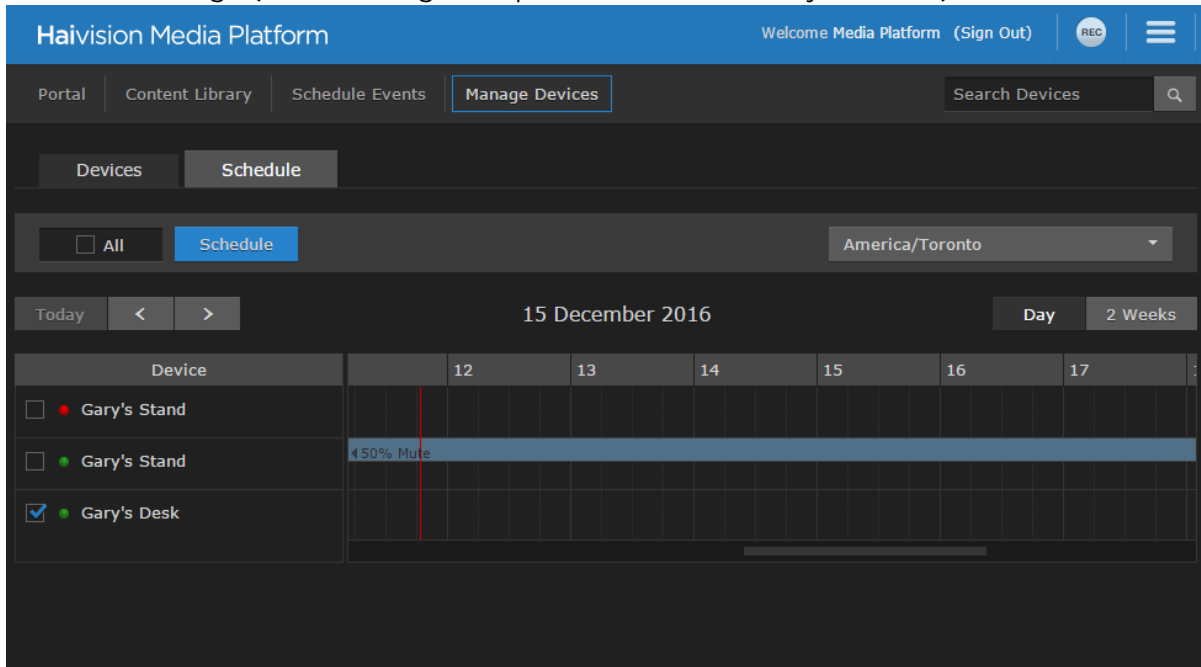 Haivision Media Platform Welcome Media Platform (Sign Out) REC
Portal Content Library Schedule Events Manage Devices Search Devices
Devices Schedule
All Schedule America/Toronto
Today < > 15 December 2016 Day 2 Weeks
Device 12 13 14 15 16 17
Gary's Stand
Gary's Stand 50% Mute
Gary's Desk